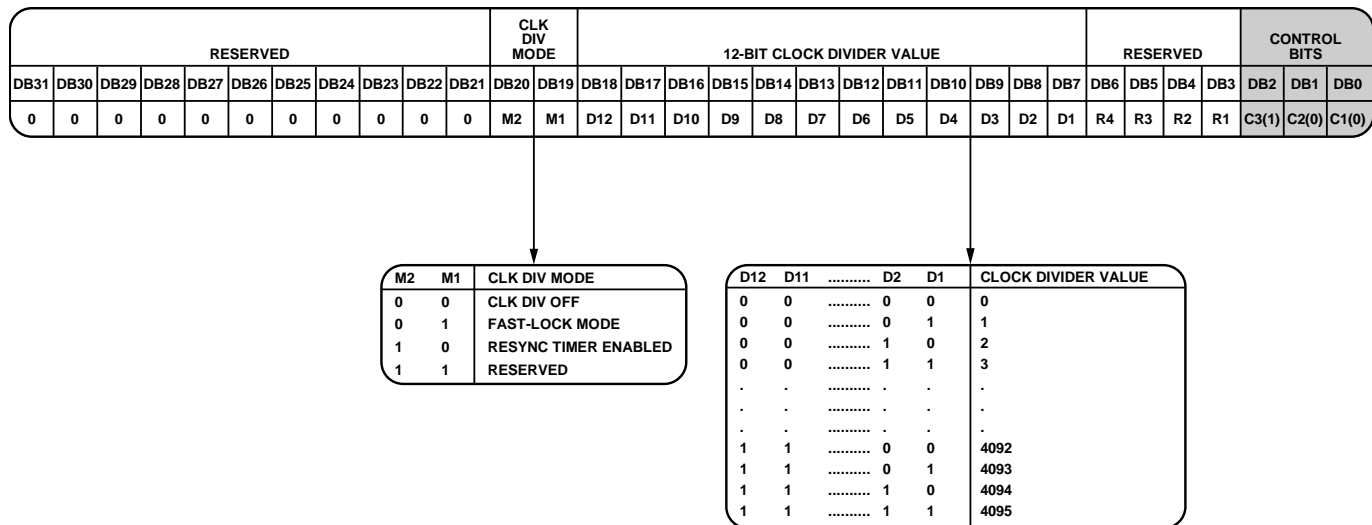 RESERVED CLK DIV MODE 12-BIT CLOCK DIVIDER VALUE RESERVED CONTROL BITS
DB31 DB30 DB29 DB28 DB27 DB26 DB25 DB24 DB23 DB22 DB21 DB20 DB19 DB18 DB17 DB16 DB15 DB14 DB13 DB12 DB11 DB10 DB9 DB8 DB7 DB6 DB5 DB4 DB3 DB2 DB1 DB0
0 0 0 0 0 0 0 0 0 0 0 M2 M1 D12 D11 D10 D9 D8 D7 D6 D5 D4 D3 D2 D1 R4 R3 R2 R1 C3(1) C2(0) C1(0)
M2 M1 CLK DIV MODE
0 0 CLK DIV OFF
0 1 FAST-LOCK MODE
1 0 RESYNC TIMER ENABLED
1 1 RESERVED
D12 D11 .......... D2 D1 CLOCK DIVIDER VALUE
0 0 .......... 0 0 0
0 0 .......... 0 1 1
0 0 .......... 1 0 2
0 0 .......... 1 1 3
. . .......... . . .
. . .......... . . .
. . .......... . . .
1 1 .......... 0 0 4092
1 1 .......... 0 1 4093
1 1 .......... 1 0 4094
1 1 .......... 1 1 4095